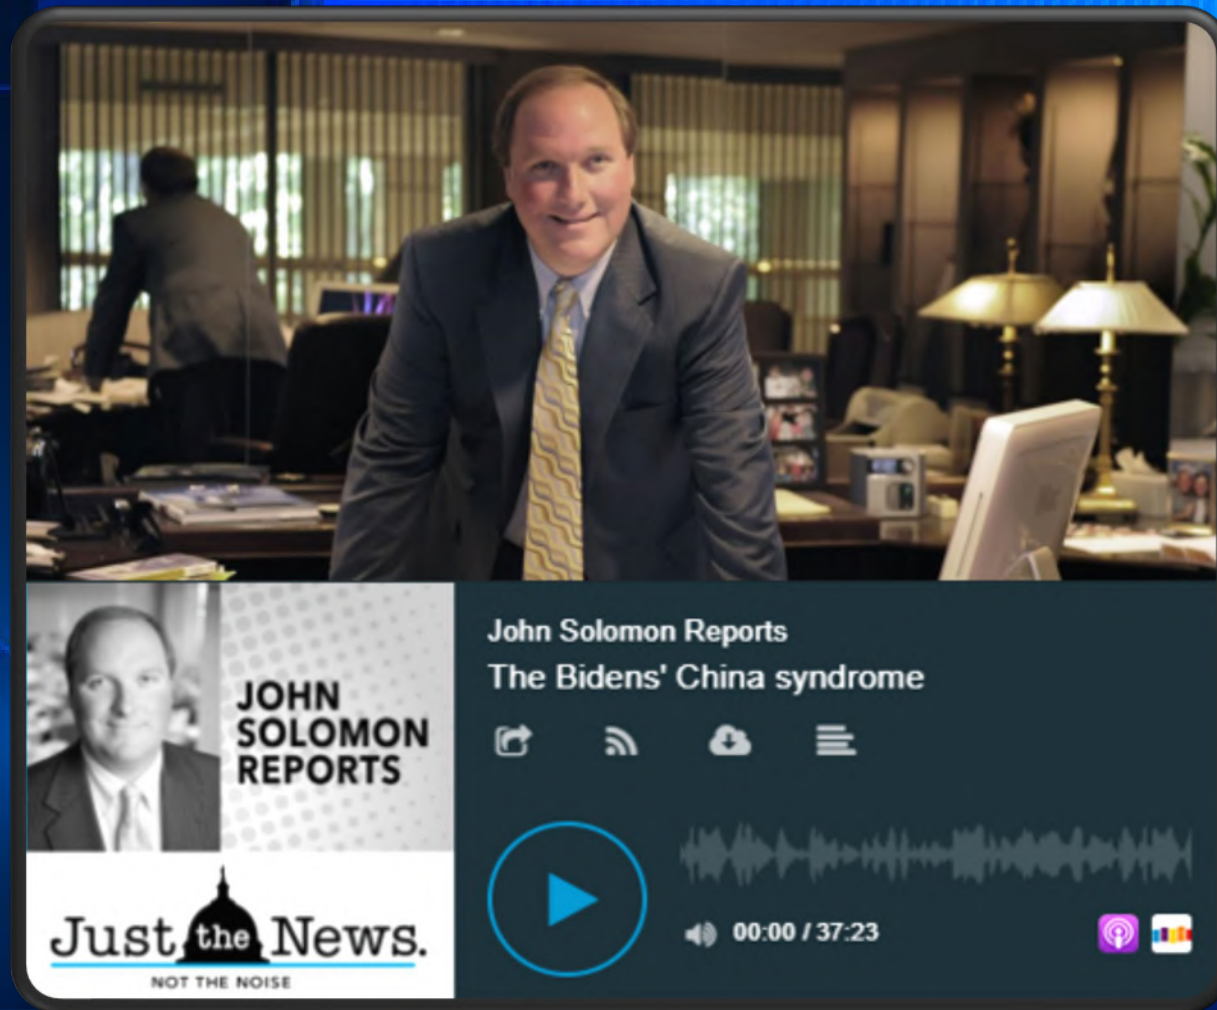 JOHN
SOLOMON
REPORTS
Just the News.
NOT THE NOISE
John Solomon Reports
The Bidens' China syndrome
00:00 / 37:23